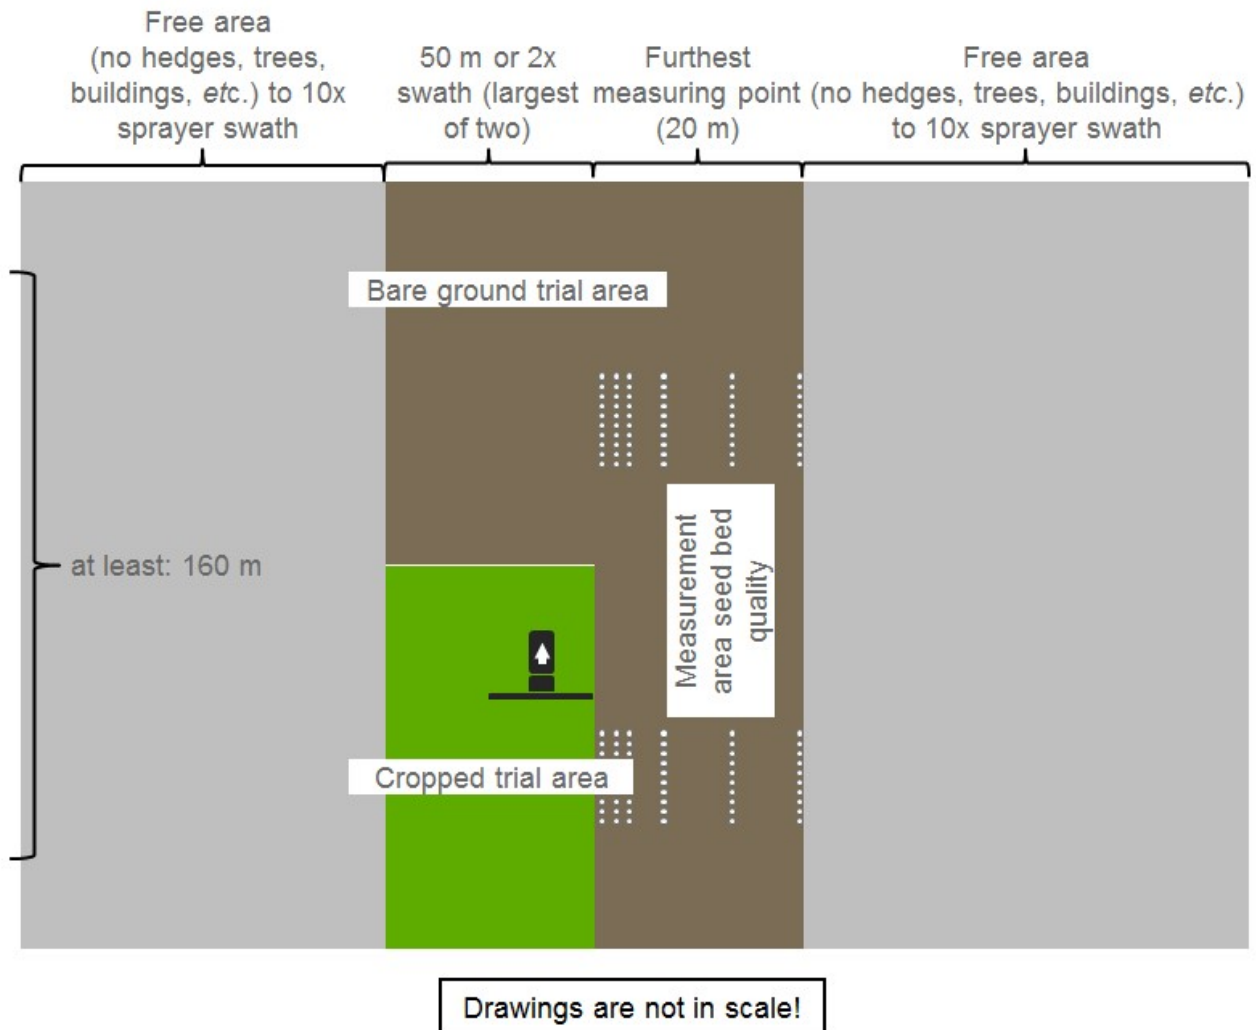 Free area
(no hedges, trees,
buildings, etc.) to 10x
sprayer swath
50 m or 2x
swath (largest
of two)
Furthest
measuring point
(20 m)
Free area
(no hedges, trees, buildings, etc.)
to 10x sprayer swath
Bare ground trial area
at least: 160 m
Measurement
area seed bed
quality
Cropped trial area
Drawings are not in scale!